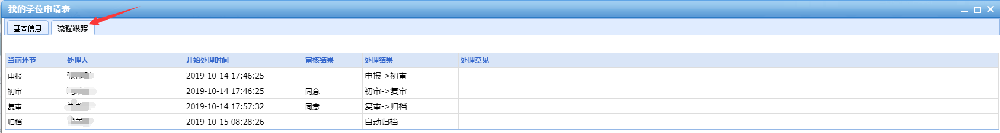 我的学位申请表
基本信息 流程跟踪
当前环节 处理人 开始处理时间 审核结果 处理结果 处理意见
申报 2019-10-14 17:46:25 申报->初审
初审 2019-10-14 17:46:25 同意 初审->复审
复审 2019-10-14 17:57:32 同意 复审->归档
归档 2019-10-15 08:28:26 自动归档